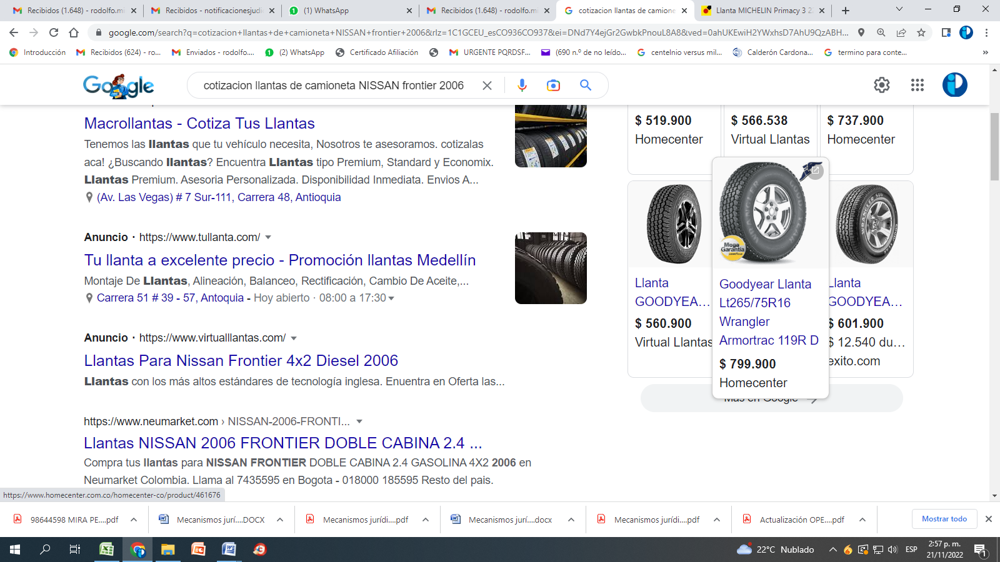 Recibidos (1.648) - rodolfo.mi
Recibidos - notificacionesjudi
(1) WhatsApp
Recibidos (1.648) - rodolfo.mi
cotizacion llantas de camione
Llanta MICHELIN Primacy 3 2
google.com/search?q=cotizacion+llantas+de+camioneta+NISSAN+frontier+2006&rlz=1C1GCEU_esCO936CO937&ei=DNd7Y4ejGr2GwbkPnouL8A8&ved=0ahUKEwiH2YWxhsD7AhU9QzABH...
Introducción
Recibidos (624) - ro...
Enviados - rodolfo....
(2) WhatsApp
Certificado Afiliación
URGENTE PQRDSF...
(690 n.º de no leído...
centelnio versus mil...
Calderón Cardona...
termino para conte...
»
Google
cotizacion llantas de camioneta NISSAN frontier 2006
Macrollantas - Cotiza Tus Llantas
Tenemos las llantas que tu vehículo necesita, Nosotros te asesoramos. cotizalas
aca! ¿Buscando llantas? Encuentra Llantas tipo Premium, Standard y Economix.
Llantas Premium. Asesoria Personalizada. Disponibilidad Inmediata. Envios A...
(Av. Las Vegas) # 7 Sur-111, Carrera 48, Antioquia
Anuncio · https://www.tullanta.com/
Tu llanta a excelente precio - Promoción llantas Medellín
Montaje De Llantas, Alineación, Balanceo, Rectificación, Cambio De Aceite,...
Carrera 51 # 39 - 57, Antoquia - Hoy abierto · 08:00 a 17:30
Anuncio · https://www.virtualllantas.com/
Llantas Para Nissan Frontier 4x2 Diesel 2006
Llantas con los más altos estándares de tecnología inglesa. Enuentra en Oferta las...
https://www.neumarket.com › NISSAN-2006-FRONTI...
Llantas NISSAN 2006 FRONTIER DOBLE CABINA 2.4 ...
Compra tus llantas para NISSAN FRONTIER DOBLE CABINA 2.4 GASOLINA 4X2 2006 en
Neumarket Colombia. Llama al 7435595 en Bogota - 018000 185595 Resto del pais.
$ 519.900
Homecenter
$ 566.538
Virtual Llantas
$ 737.900
Homecenter
Llanta
GOODYEA...
$ 560.900
Virtual Llantas
Mega
Garantía
Goodyear Llanta
Lt265/75R16
Wrangler
Armortrac 119R D
$ 799.900
Homecenter
Llanta
GOODYEA...
$ 601.900
$ 12.540 du...
exito.com
Más en Google
https://www.homecenter.com.co/homecenter-co/product/461676
98644598 MIRA PE....pdf
Mecanismos jurí....DOCX
Mecanismos jurídi....pdf
Mecanismos jurí....docx
Mecanismos jurídi....pdf
Actualización OPE....pdf
Mostrar todo
22°C Nublado
ESP
2:57 p. m.
21/11/2022
1